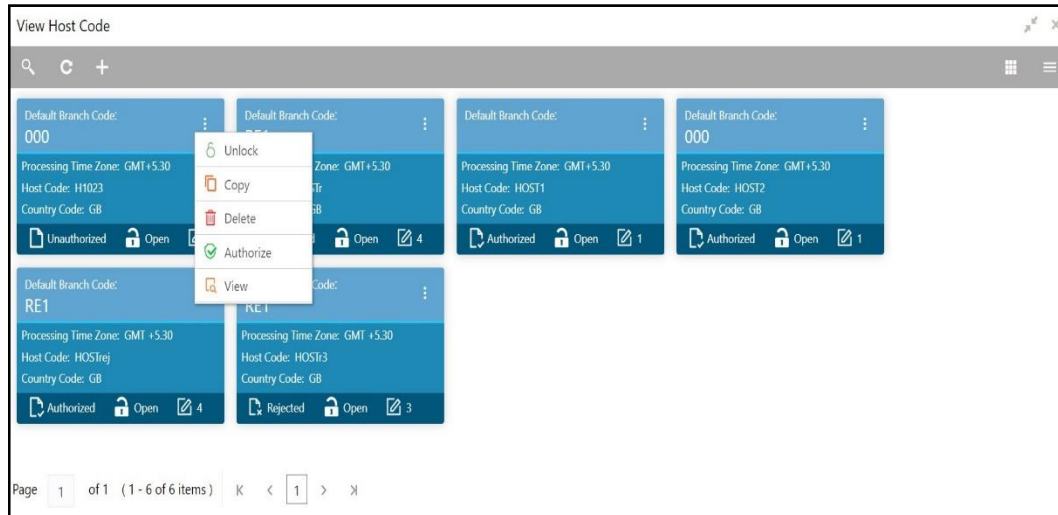 View Host Code
Default Branch Code:
000
Processing Time Zone: GMT+5.30
Host Code: H1023
Country Code: GB
Unauthorized Open
Unlock
Copy
Delete
Authorize
View
Default Branch Code:
Zone: GMT+5.30
Open 4
Default Branch Code:
Processing Time Zone: GMT+5.30
Host Code: HOST1
Country Code: GB
Authorized Open 1
Default Branch Code:
000
Processing Time Zone: GMT+5.30
Host Code: HOST2
Country Code: GB
Authorized Open 1
Default Branch Code:
RE1
Processing Time Zone: GMT +5.30
Host Code: HOSTrej
Country Code: GB
Authorized Open 4
Code:
RE1
Processing Time Zone: GMT +5.30
Host Code: HOSTr3
Country Code: GB
Rejected Open 3
Page 1 of 1 (1 - 6 of 6 items) K < 1 > >|